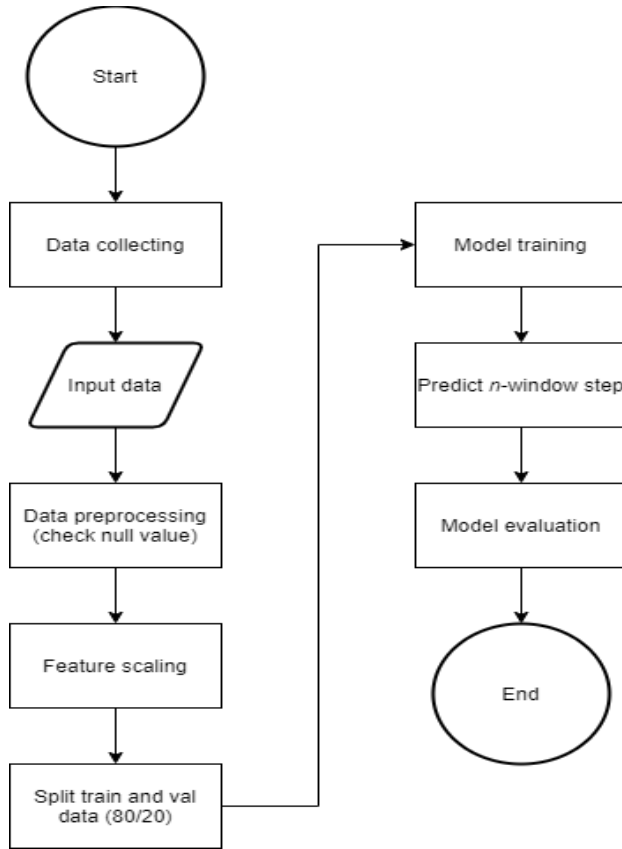 Start
Data collecting
Input data
Data preprocessing
(check null value)
Feature scaling
Split train and val
data (80/20)
Model training
Predict n-window step
Model evaluation
End